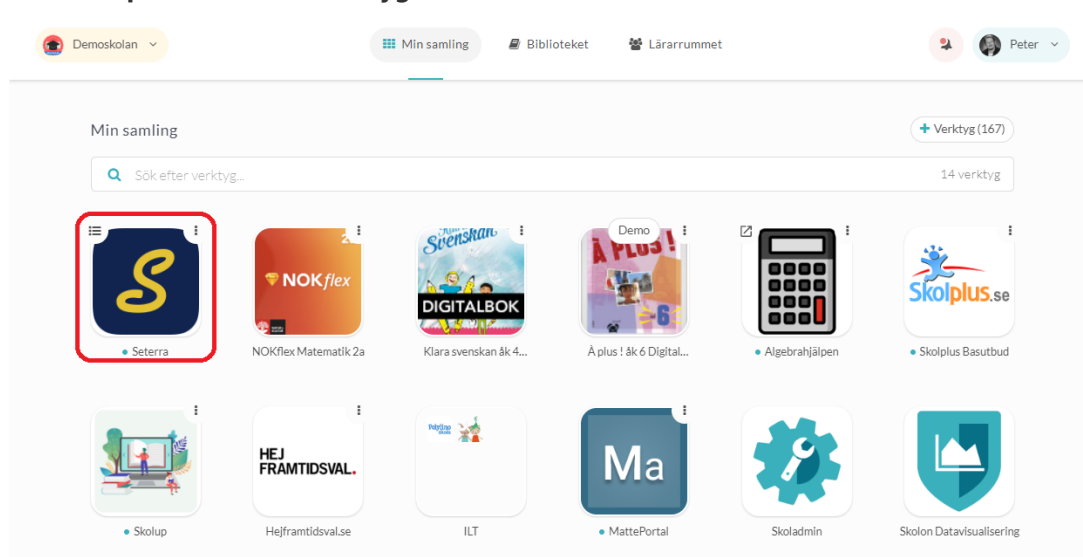 Demoskolan
Min samling
Biblioteket
Lärarrummet
Peter
Min samling
+ Verktyg (167)
Sök efter verktyg...
14 verktyg
S
Seterra
NOKflex
NOKflex Matematik 2a
Svenskan
DIGITALBOK
Klara svenskan åk 4...
Demo
À PLUS !
6
À plus ! åk 6 Digital...
Algebrahjälpen
Skolplus.se
Skolplus Basutbud
Skolup
HEJ
FRAMTIDSVAL.
Hejframtidsval.se
ILT
Ma
MattePortal
Skoladmin
Skolon Datavisualisering